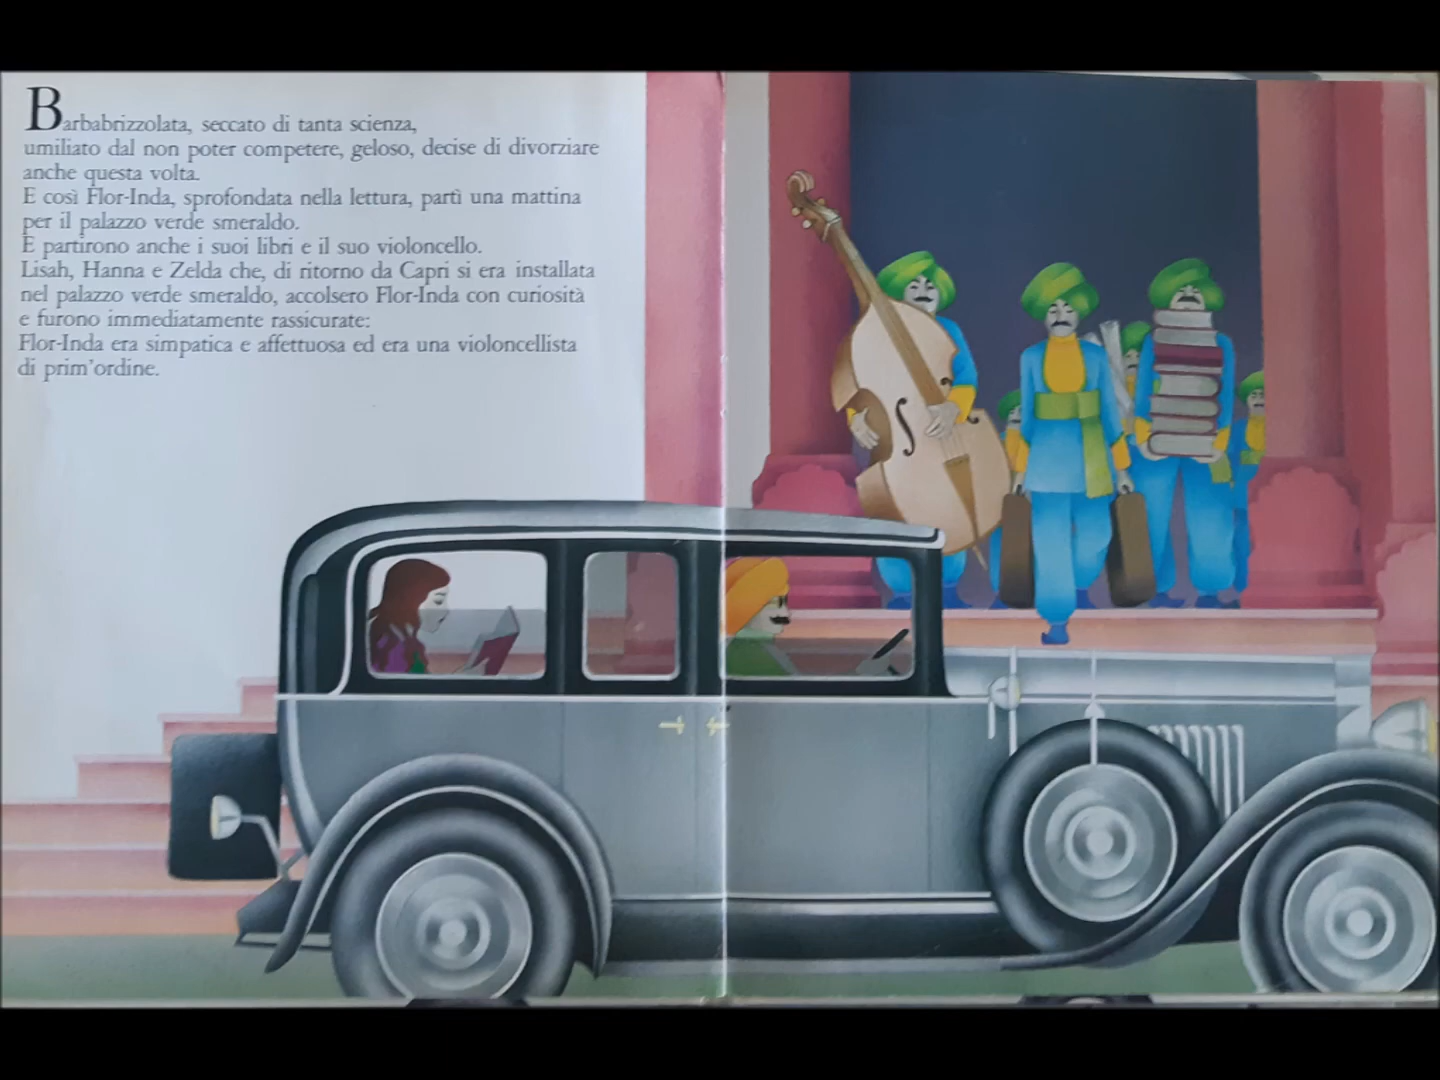 Barbabrizzolata, seccato di tanta scienza,
umiliato dal non poter competere, geloso, decise di divorziare
anche questa volta.
E così Flor-Inda, sprofondata nella lettura, partì una mattina
per il palazzo verde smeraldo.
E partirono anche i suoi libri e il suo violoncello.
Lisah, Hanna e Zelda che, di ritorno da Capri si era installata
nel palazzo verde smeraldo, accolsero Flor-Inda con curiosità
e furono immediatamente rassicurate:
Flor-Inda era simpatica e affettuosa ed era una violoncellista
di prim'ordine.